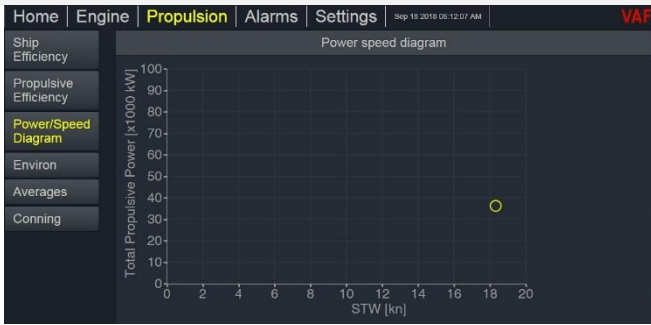 Home Engine Propulsion Alarms Settings Sep 18 2018 06:12:07 AM VAF
Ship
Efficiency
Propulsive
Efficiency
Power/Speed
Diagram
Environ
Averages
Conning
Power speed diagram
Total Propulsive Power [x1000 kW]
100
90
80
70
60
50
40
30
20
10
0
0 2 4 6 8 10 12 14 16 18 20
STW [kn]